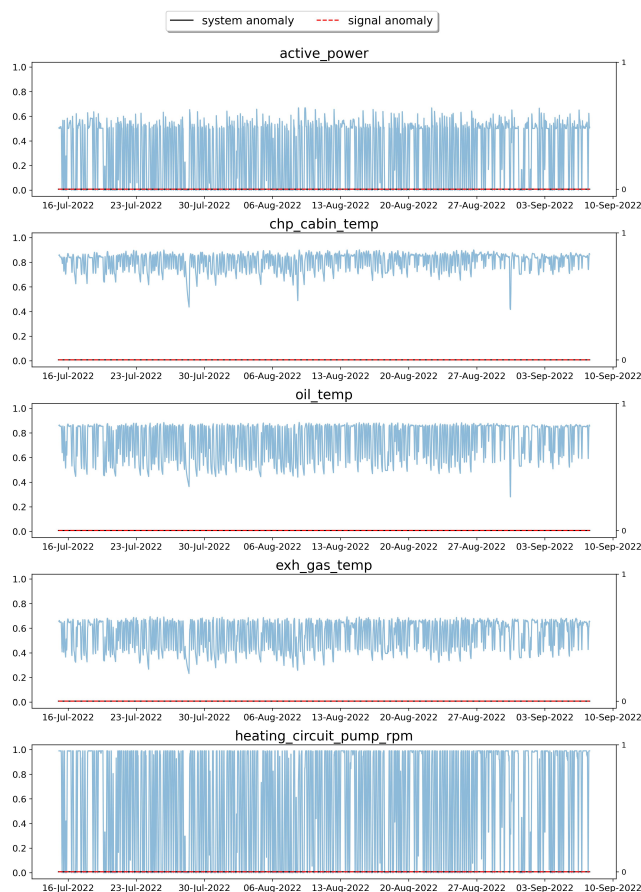 system anomaly signal anomaly
active_power
1.0 1
0.8
0.6
0.4
0.2
0.0 0
16-Jul-2022 23-Jul-2022 30-Jul-2022 06-Aug-2022 13-Aug-2022 20-Aug-2022 27-Aug-2022 03-Sep-2022 10-Sep-2022
chp_cabin_temp
1.0 1
0.8
0.6
0.4
0.2
0.0 0
16-Jul-2022 23-Jul-2022 30-Jul-2022 06-Aug-2022 13-Aug-2022 20-Aug-2022 27-Aug-2022 03-Sep-2022 10-Sep-2022
oil_temp
1.0 1
0.8
0.6
0.4
0.2
0.0 0
16-Jul-2022 23-Jul-2022 30-Jul-2022 06-Aug-2022 13-Aug-2022 20-Aug-2022 27-Aug-2022 03-Sep-2022 10-Sep-2022
exh_gas_temp
1.0 1
0.8
0.6
0.4
0.2
0.0 0
16-Jul-2022 23-Jul-2022 30-Jul-2022 06-Aug-2022 13-Aug-2022 20-Aug-2022 27-Aug-2022 03-Sep-2022 10-Sep-2022
heating_circuit_pump_rpm
1.0 1
0.8
0.6
0.4
0.2
0.0 0
16-Jul-2022 23-Jul-2022 30-Jul-2022 06-Aug-2022 13-Aug-2022 20-Aug-2022 27-Aug-2022 03-Sep-2022 10-Sep-2022